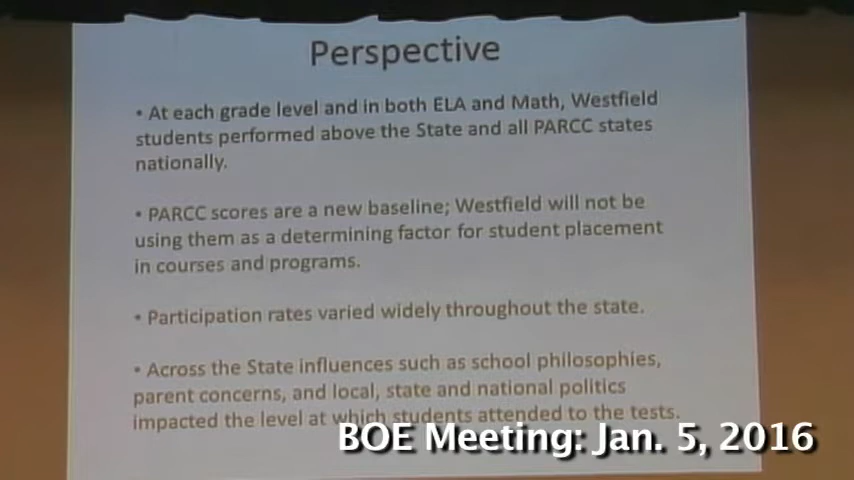 Perspective
• At each grade level and in both ELA and Math, Westfield
students performed above the State and all PARCC states
nationally.
• PARCC scores are a new baseline; Westfield will not be
using them as a determining factor for student placement
in courses and programs.
• Participation rates varied widely throughout the state.
• Across the State influences such as school philosophies,
parent concerns, and local, state and national politics
impacted the level at which students attended to the tests.
BOE Meeting: Jan. 5, 2016